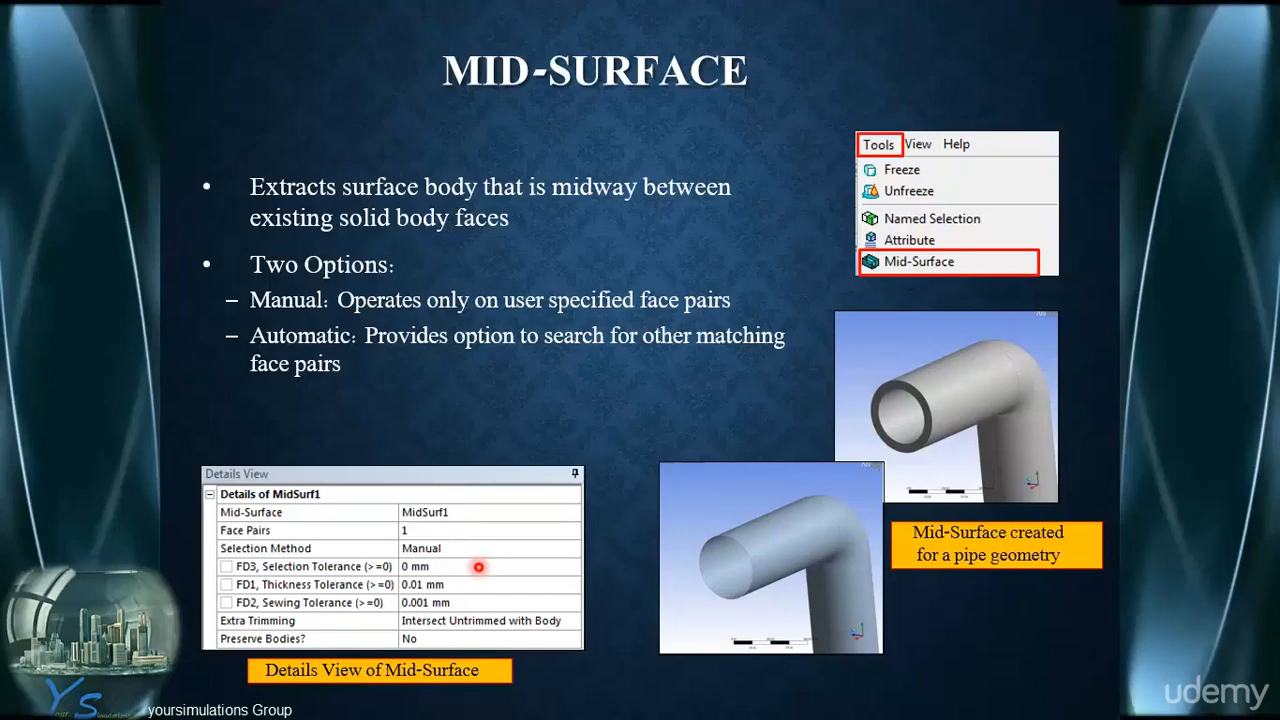 MID-SURFACE
• Extracts surface body that is midway between
existing solid body faces
• Two Options:
– Manual: Operates only on user specified face pairs
– Automatic: Provides option to search for other matching
face pairs
Tools View Help
Freeze
Unfreeze
Named Selection
Attribute
Mid-Surface
Mid-Surface created
for a pipe geometry
Details View
Details of MidSurf1
Mid-Surface MidSurf1
Face Pairs 1
Selection Method Manual
FD3, Selection Tolerance (>=0) 0 mm
FD1, Thickness Tolerance (>=0) 0.01 mm
FD2, Sewing Tolerance (>=0) 0.001 mm
Extra Trimming Intersect Untrimmed with Body
Preserve Bodies? No
Details View of Mid-Surface
YS
yoursimulations Group
udemy